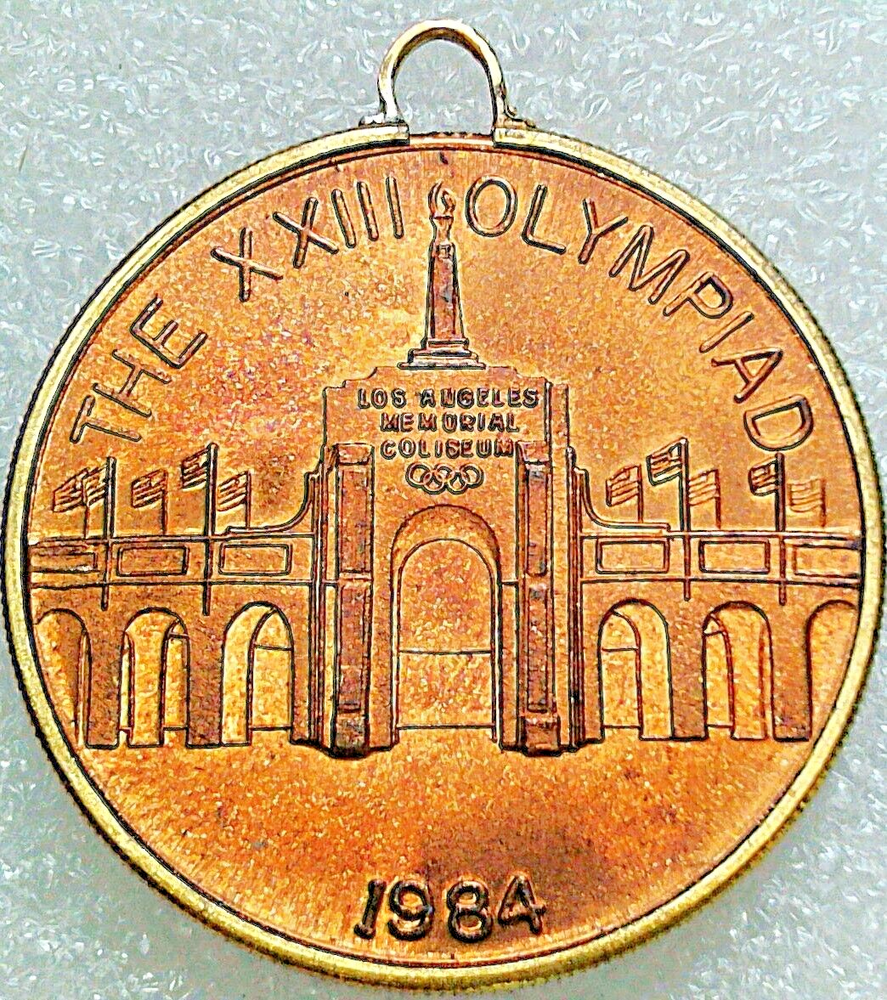 THE XXIII OLYMPIAD
LOS ANGELES
MEMORIAL
COLISEUM
1984